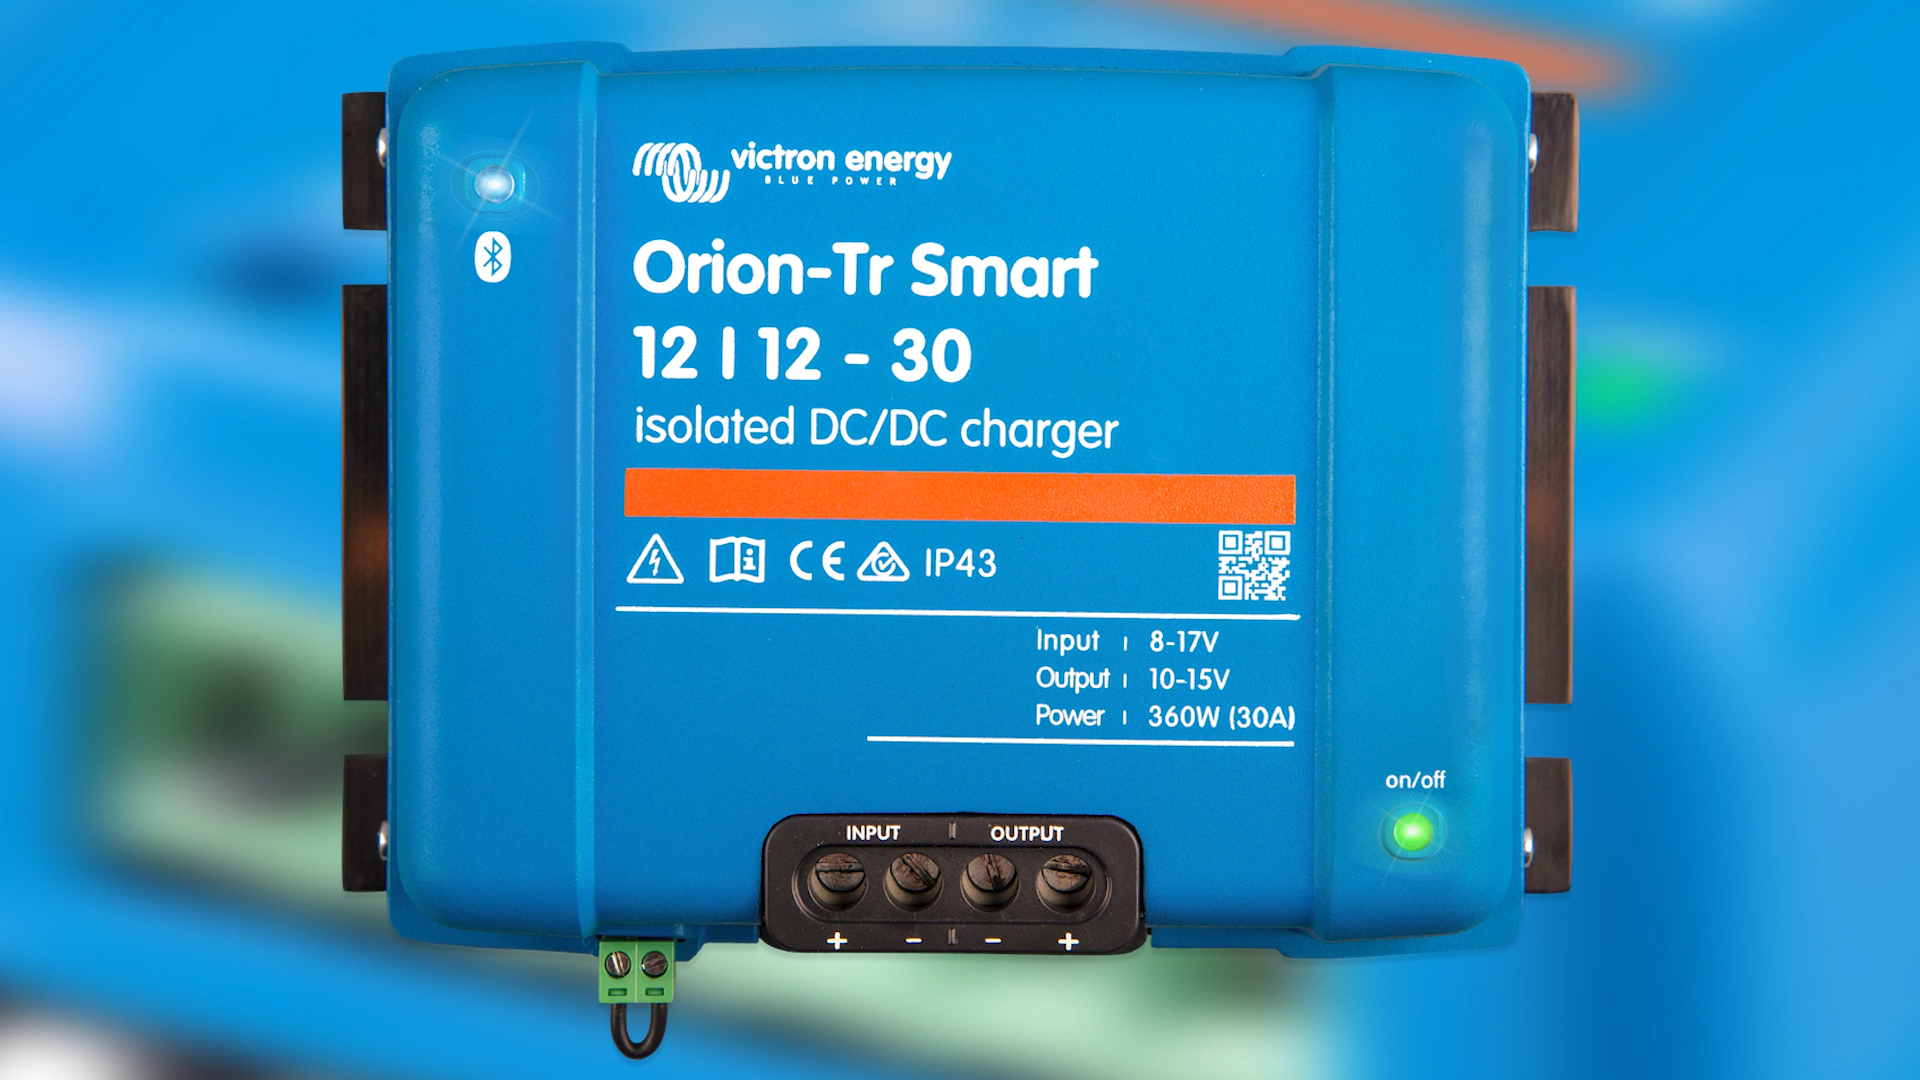 victron energy
BLUE POWER
Orion-Tr Smart
12 | 12 - 30
isolated DC/DC charger
CE IP43
Input | 8-17V
Output | 10-15V
Power | 360W (30A)
on/off
INPUT OUTPUT
+ − − +